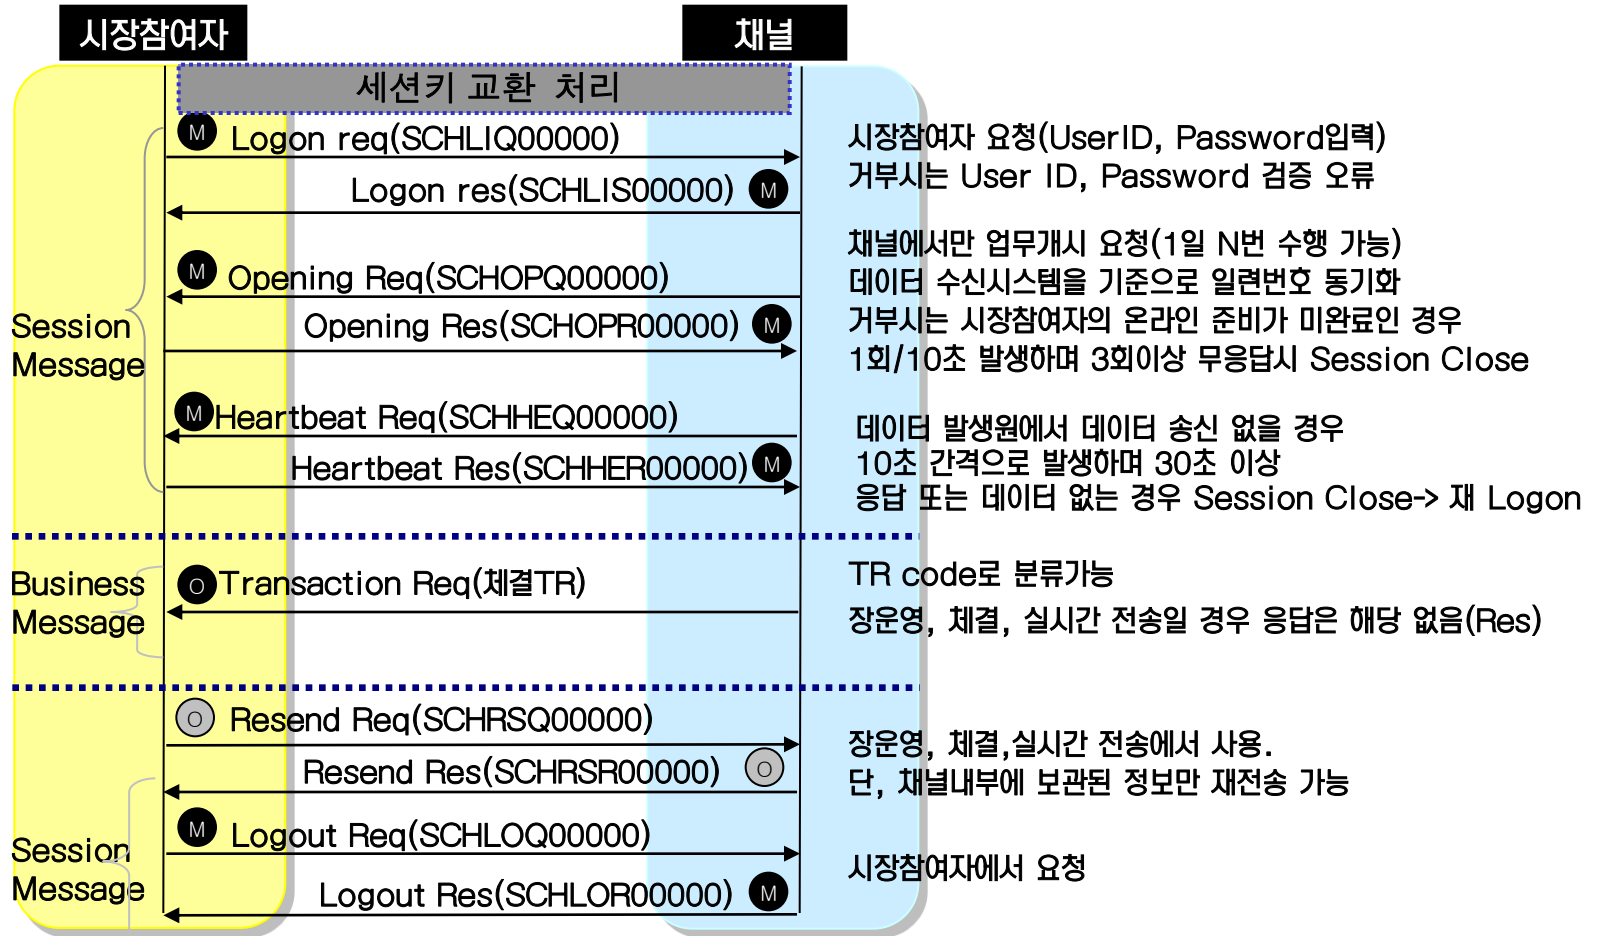 시장참여자
채널
세션키 교환 처리
M Logon req(SCHLIQ00000)
시장참여자 요청(UserID, Password입력)
거부시는 User ID, Password 검증 오류
Logon res(SCHLIS00000) M
채널에서만 업무개시 요청(1일 N번 수행 가능)
M Opening Req(SCHOPQ00000)
데이터 수신시스템을 기준으로 일련번호 동기화
Opening Res(SCHOPR00000) M
거부시는 시장참여자의 온라인 준비가 미완료인 경우
1회/10초 발생하며 3회이상 무응답시 Session Close
Session
Message
M Heartbeat Req(SCHHEQ00000)
데이터 발생원에서 데이터 송신 없을 경우
Heartbeat Res(SCHHER00000) M
10초 간격으로 발생하며 30초 이상
응답 또는 데이터 없는 경우 Session Close-> 재 Logon
Business
Message
O Transaction Req(체결TR)
TR code로 분류가능
장운영, 체결, 실시간 전송일 경우 응답은 해당 없음(Res)
O Resend Req(SCHRSQ00000)
장운영, 체결,실시간 전송에서 사용.
Resend Res(SCHRSR00000) O
단, 채널내부에 보관된 정보만 재전송 가능
M Logout Req(SCHLOQ00000)
Session
Message
시장참여자에서 요청
Logout Res(SCHLOR00000) M